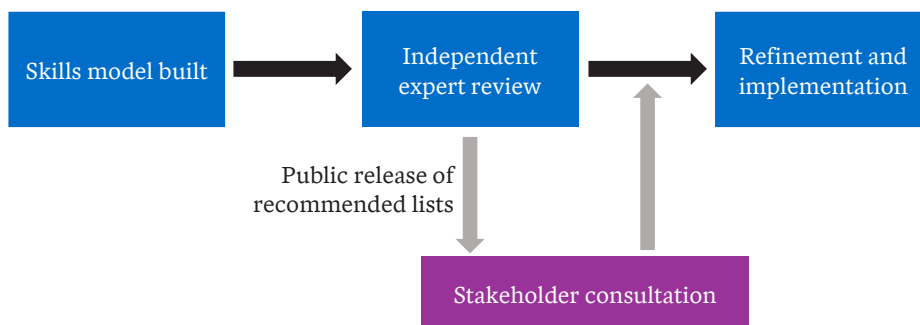 Skills model built
Independent
expert review
Refinement and
implementation
Public release of
recommended lists
Stakeholder consultation